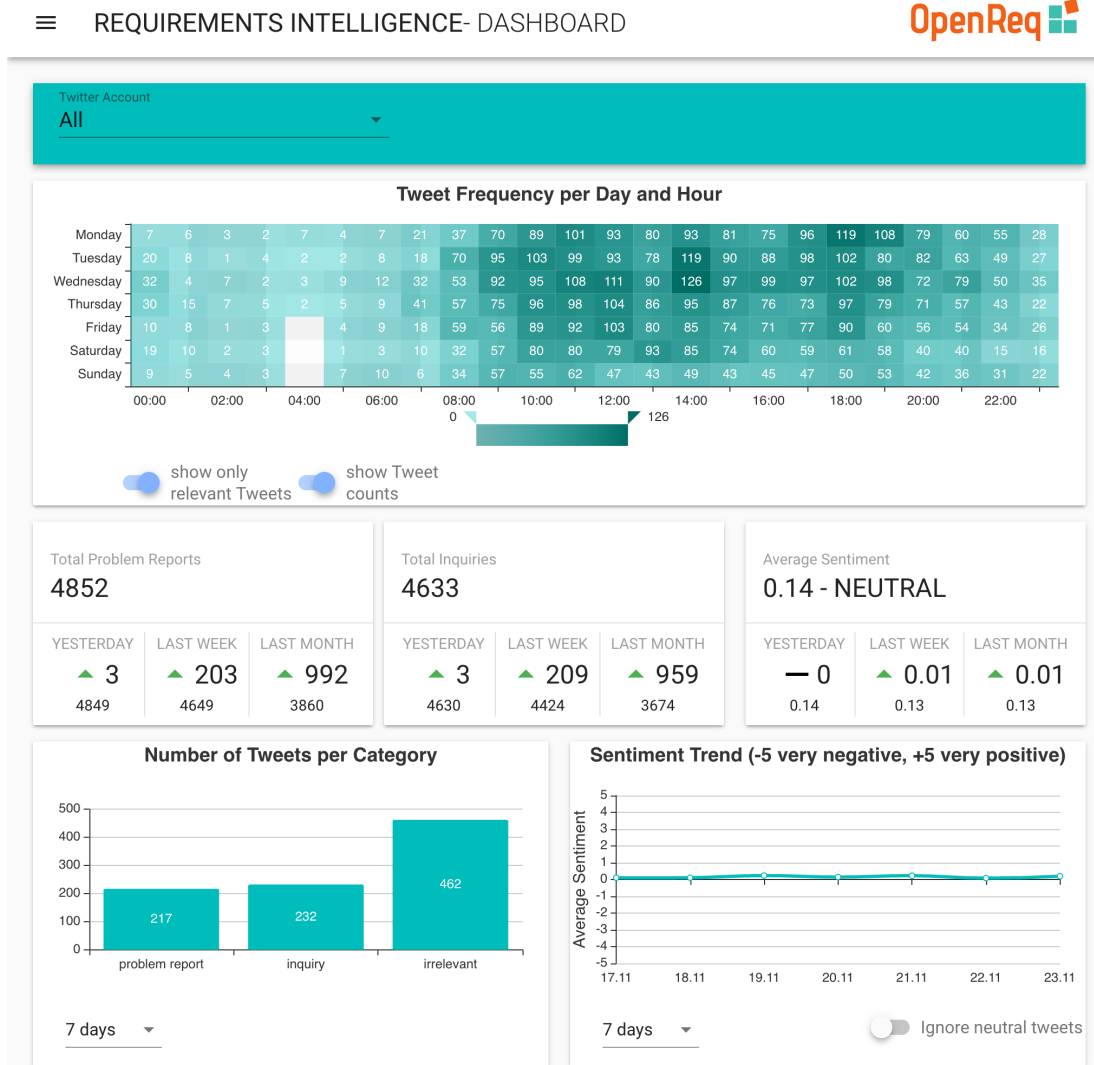 REQUIREMENTS INTELLIGENCE- DASHBOARD
OpenReq
Twitter Account
All
Tweet Frequency per Day and Hour
Monday 7 6 3 2 7 4 7 21 37 70 89 101 93 80 93 81 75 96 119 108 79 60 55 28
Tuesday 20 8 1 4 2 2 8 18 70 95 103 99 93 78 119 90 88 98 102 80 82 63 49 27
Wednesday 32 4 7 2 3 9 12 32 53 92 95 108 111 90 126 97 99 97 102 98 72 79 50 35
Thursday 30 15 7 5 2 5 9 41 57 75 96 98 104 86 95 87 76 73 97 79 71 57 43 22
Friday 10 8 1 3 4 9 18 59 56 89 92 103 80 85 74 71 77 90 60 56 54 34 26
Saturday 19 10 2 3 1 3 10 32 57 80 80 79 93 85 74 60 59 61 58 40 40 15 16
Sunday 9 5 4 3 7 10 6 34 57 55 62 47 43 49 43 45 47 50 53 42 36 31 22
00:00 02:00 04:00 06:00 08:00 10:00 12:00 14:00 16:00 18:00 20:00 22:00
0 126
show only
relevant Tweets
show Tweet
counts
Total Problem Reports
4852
YESTERDAY LAST WEEK LAST MONTH
3 203 992
4849 4649 3860
Total Inquiries
4633
YESTERDAY LAST WEEK LAST MONTH
3 209 959
4630 4424 3674
Average Sentiment
0.14 - NEUTRAL
YESTERDAY LAST WEEK LAST MONTH
0 0.01 0.01
0.14 0.13 0.13
Number of Tweets per Category
500
400
300
200
100
0
217
232
462
problem report inquiry irrelevant
7 days
Sentiment Trend (-5 very negative, +5 very positive)
Average Sentiment
5
4
3
2
1
0
-1
-2
-3
-4
-5
17.11 18.11 19.11 20.11 21.11 22.11 23.11
7 days
Ignore neutral tweets